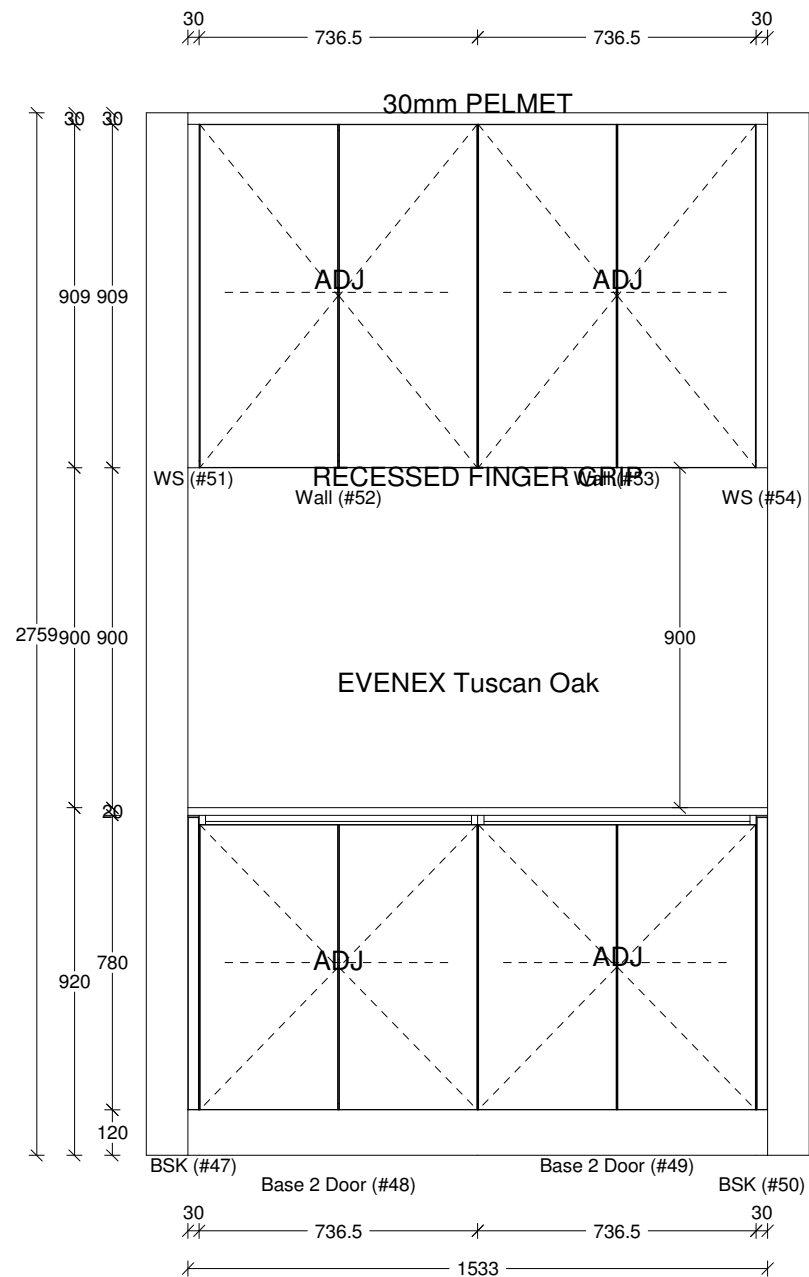 30 30
736.5 736.5
30mm PELMET
30 30
ADJ ADJ
909 909
WS (#51) RECESSED FINGER GRIP Wall (#53)
Wall (#52) WS (#54)
2759 900 900 900
EVENEX Tuscan Oak
20
ADJ ADJ
780
920
120
BSK (#47) Base 2 Door (#49)
Base 2 Door (#48) BSK (#50)
30 30
736.5 736.5
1533